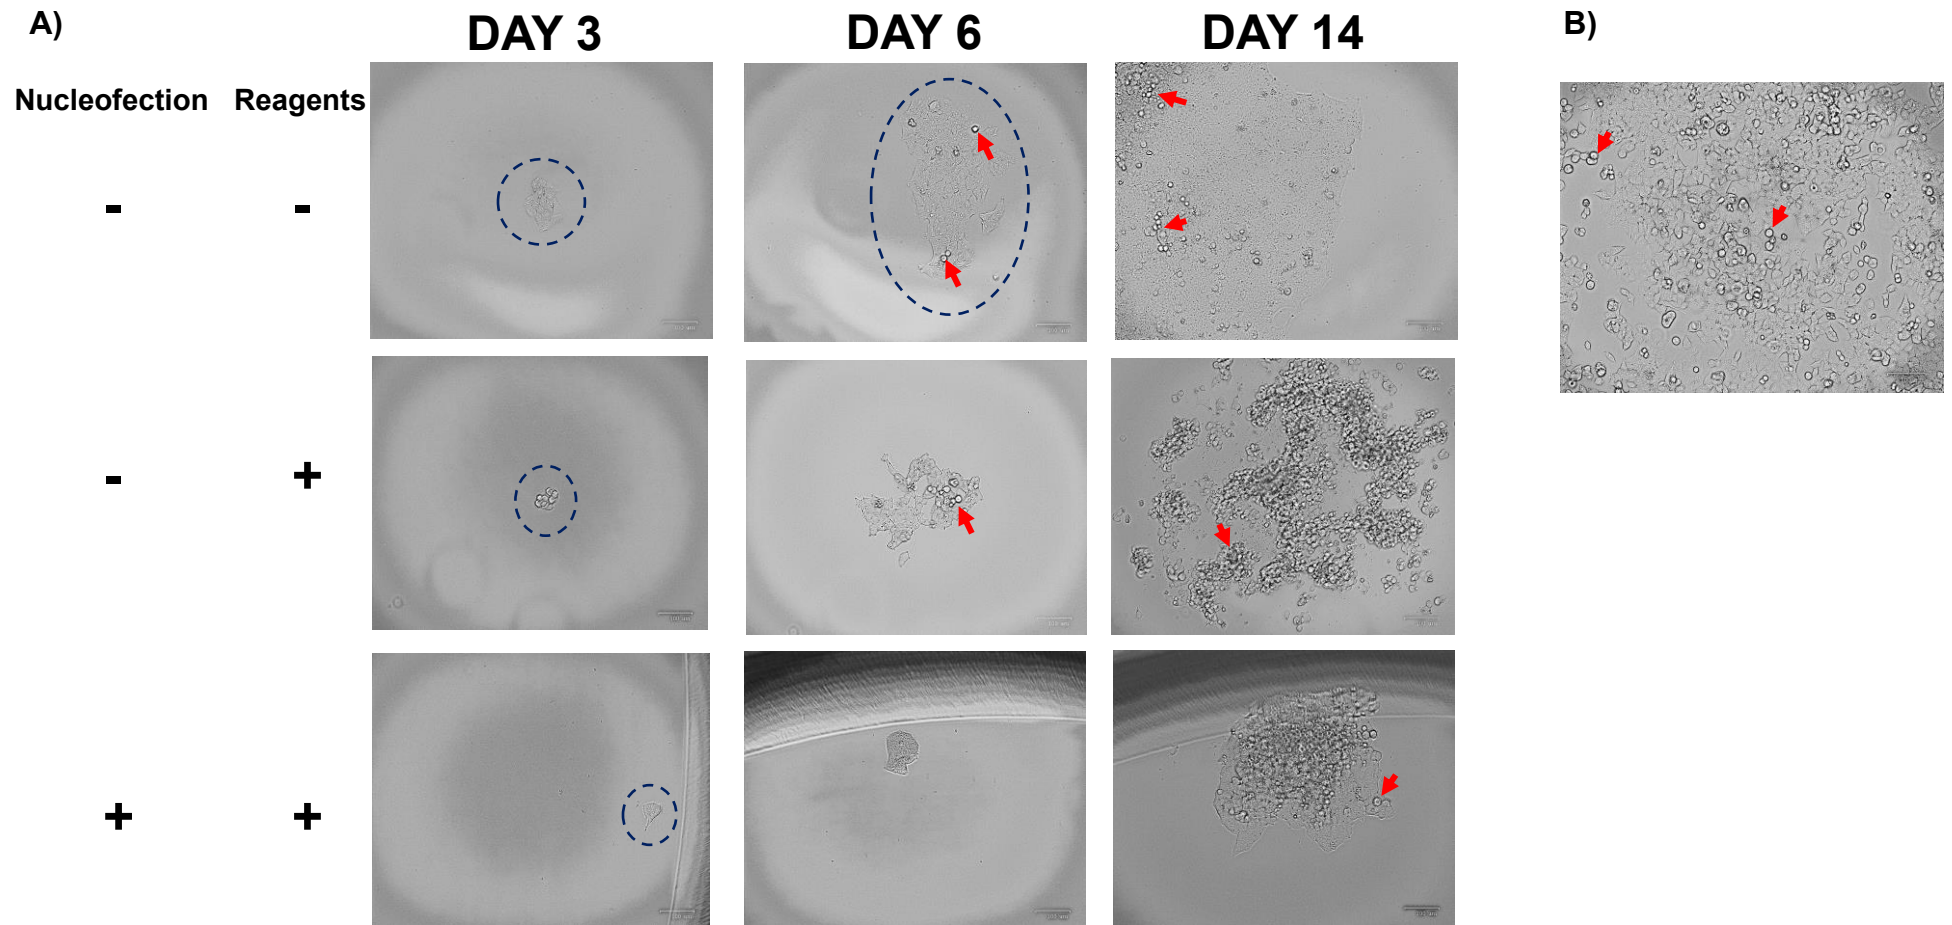 A)
DAY 3
DAY 6
DAY 14
B)
Nucleofection
Reagents
- -
- +
+ +